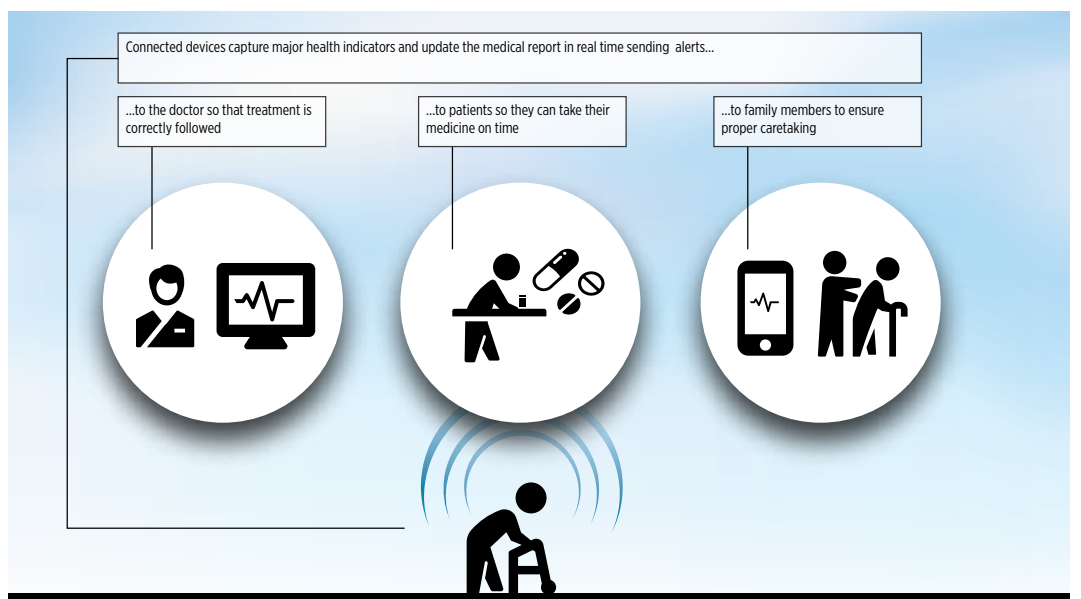 Connected devices capture major health indicators and update the medical report in real time sending alerts...
...to the doctor so that treatment is
correctly followed
...to patients so they can take their
medicine on time
...to family members to ensure
proper caretaking